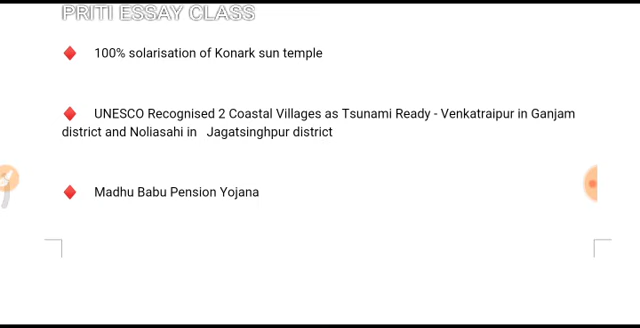 PRITI ESSAY CLASS
100% solarisation of Konark sun temple
UNESCO Recognised 2 Coastal Villages as Tsunami Ready - Venkatraipur in Ganjam
district and Noliasahi in Jagatsinghpur district
Madhu Babu Pension Yojana